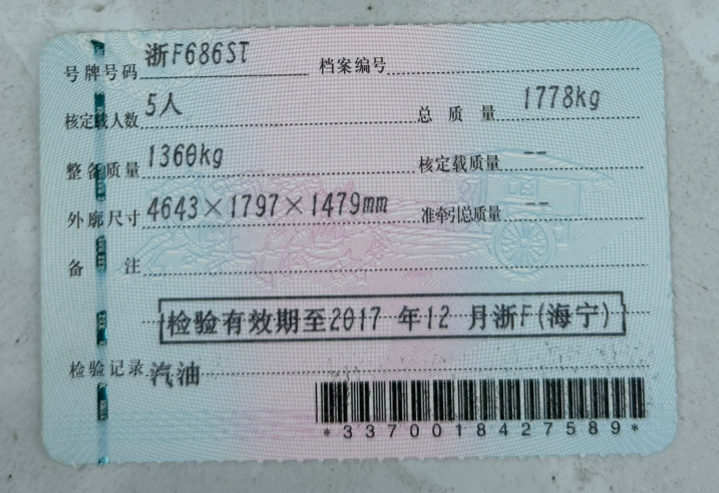 号牌号码 浙F686ST 档案编号
核定载人数 5人 总质量 1778kg
整备质量 1360kg 核定载质量 --
外廓尺寸 4643×1797×1479mm 准牵引总质量 --
备注
检验有效期至2017年12月浙F(海宁)
检验记录 汽油
*3370018427589*